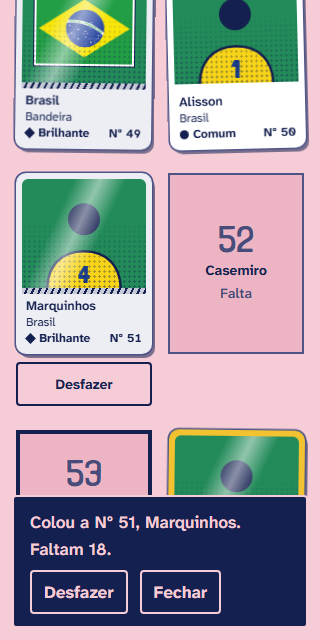 Brasil
Bandeira
Brilhante Nº 49
1
Alisson
Brasil
Comum Nº 50
4
Marquinhos
Brasil
Brilhante Nº 51
Desfazer
52
Casemiro
Falta
53
Colou a Nº 51, Marquinhos.
Faltam 18.
Desfazer Fechar